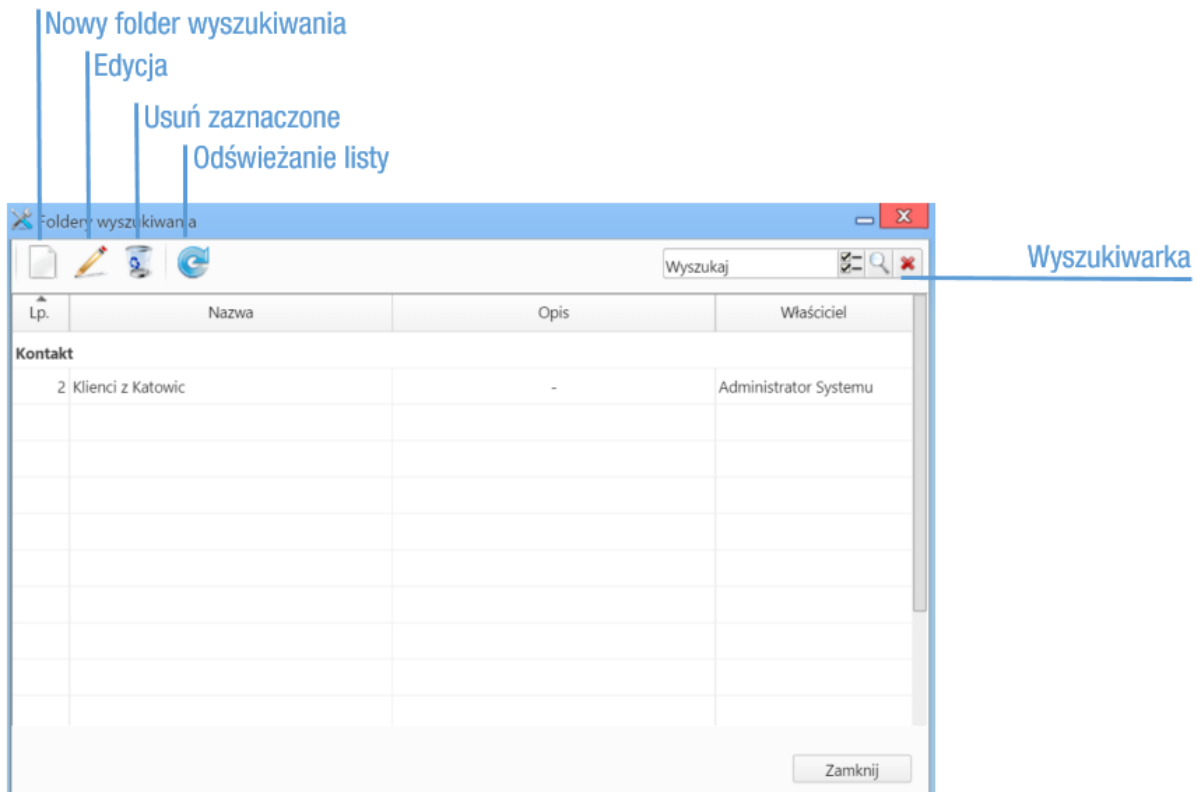 Nowy folder wyszukiwania
Edycja
Usuń zaznaczone
Odświeżanie listy
Foldery wyszukiwania
Wyszukaj
Wyszukiwarka
Lp. Nazwa Opis Właściciel
Kontakt
2 Klienci z Katowic - Administrator Systemu
Zamknij